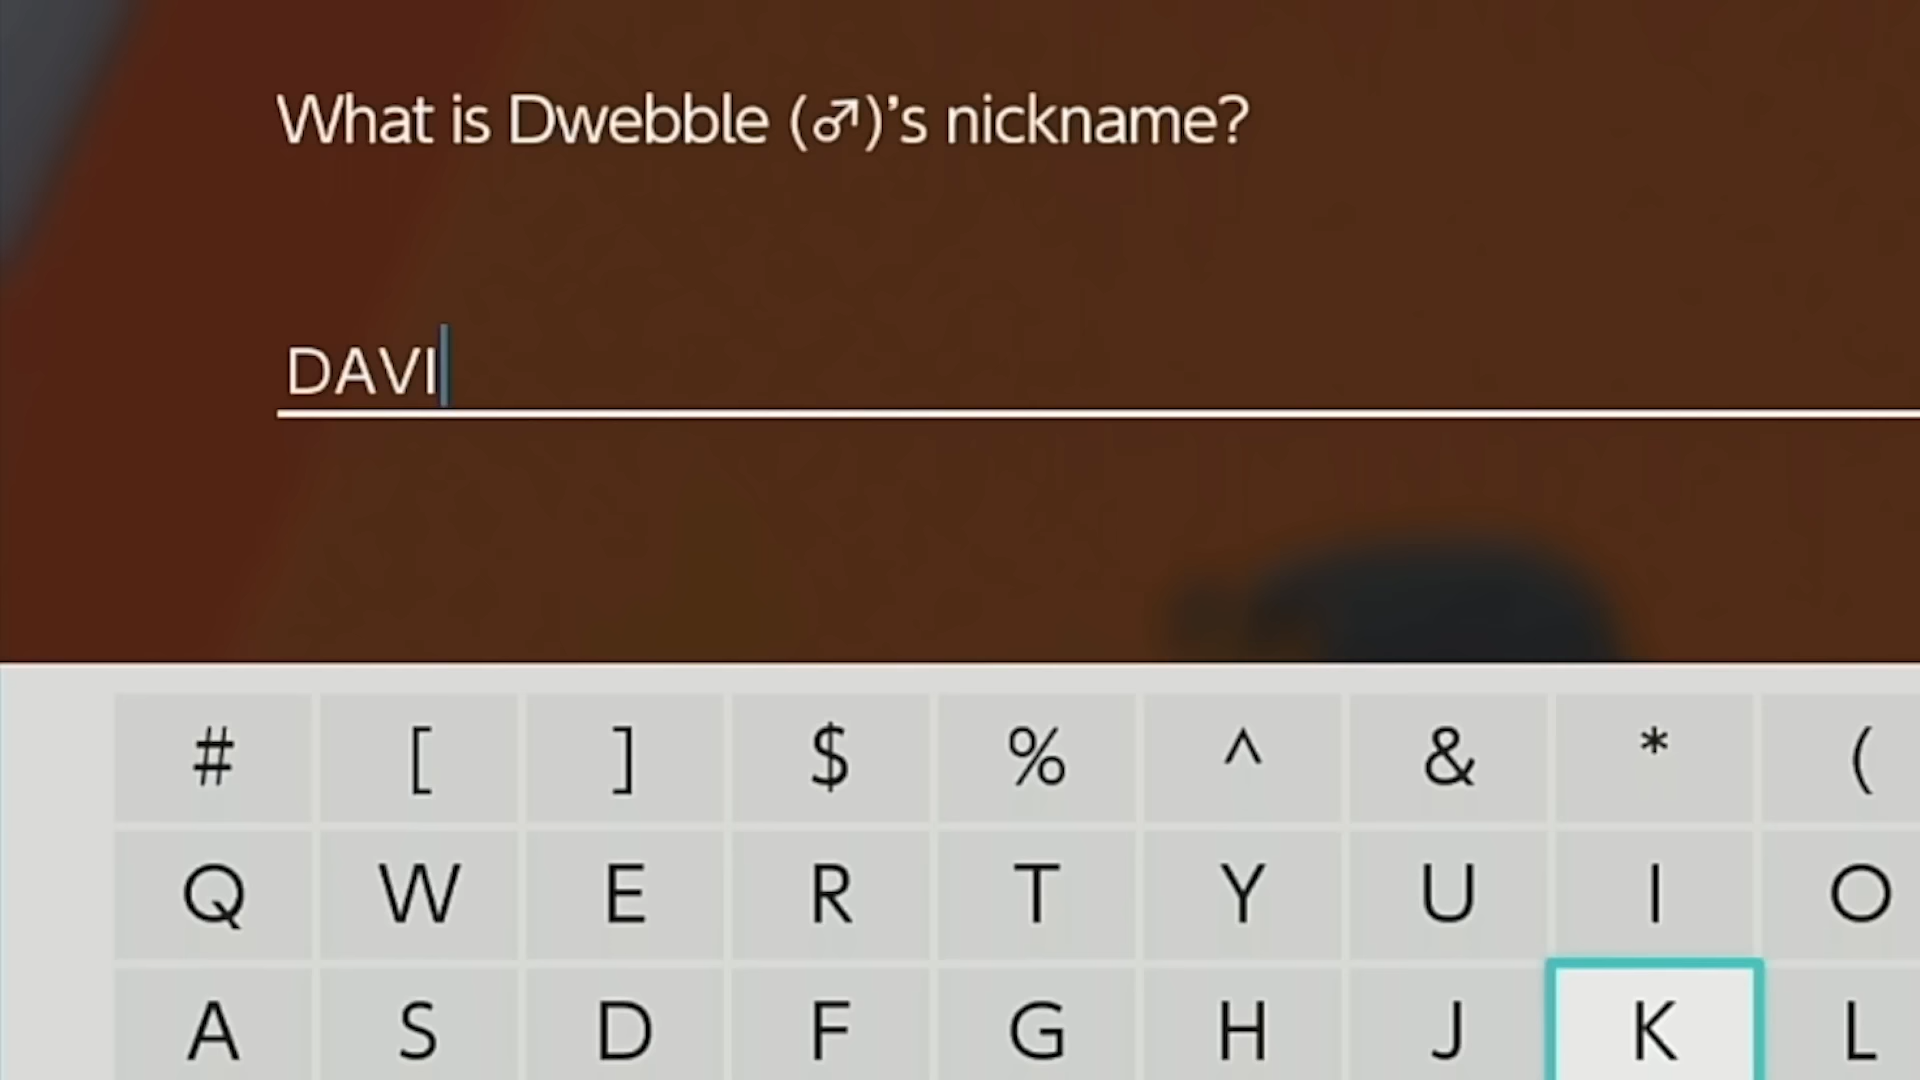 What is Dwebble (♂)’s nickname?
DAVI
# [ ] $ % ^ & * (
Q W E R T Y U I O
A S D F G H J K L